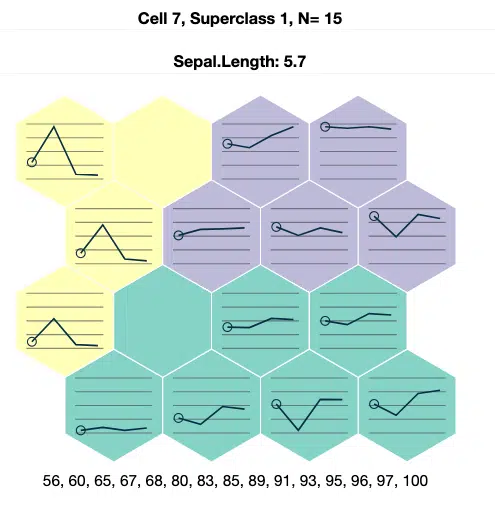 Cell 7, Superclass 1, N= 15
Sepal.Length: 5.7
56, 60, 65, 67, 68, 80, 83, 85, 89, 91, 93, 95, 96, 97, 100